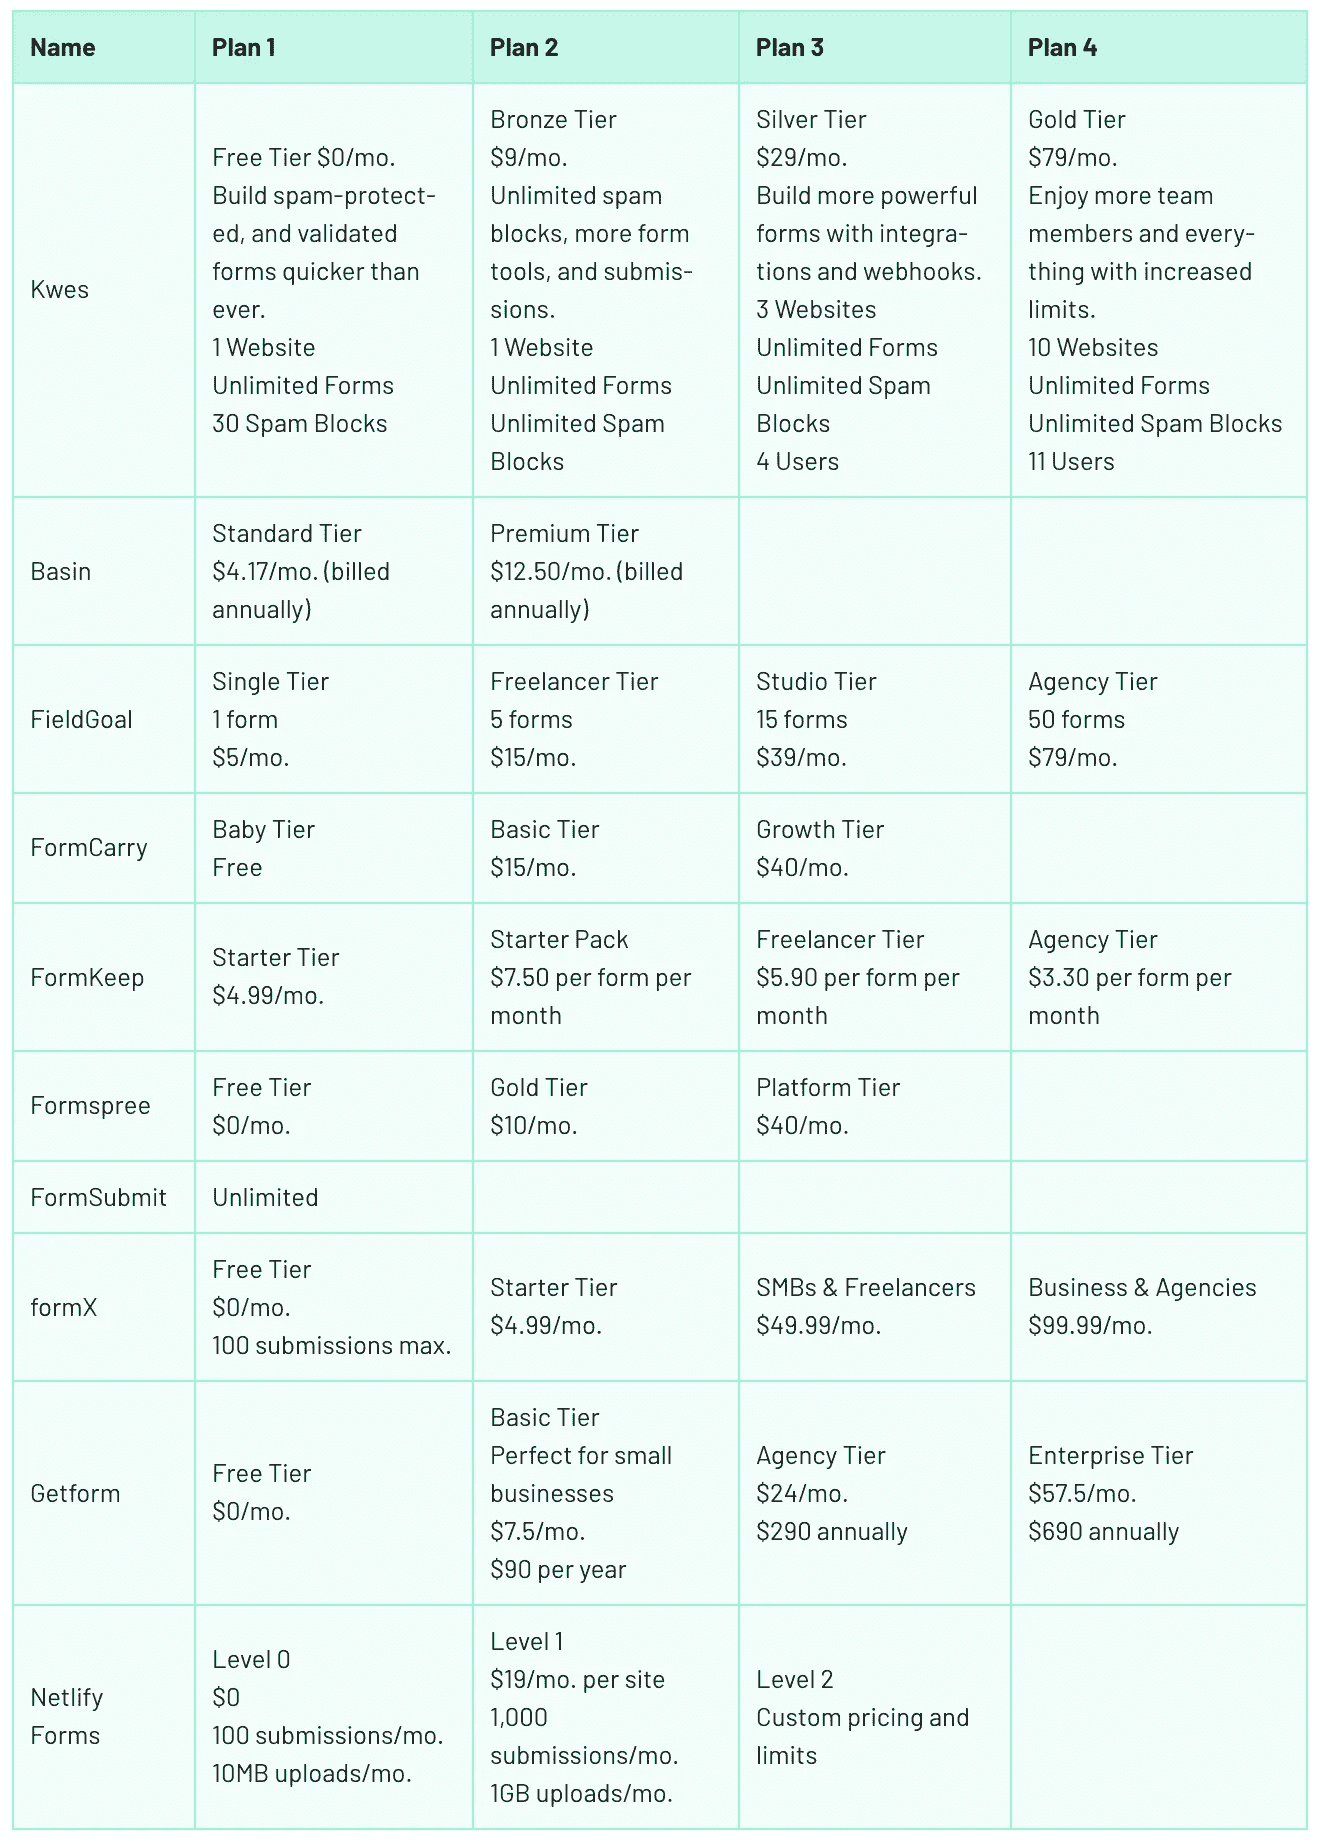 Name
Plan 1
Plan 2
Plan 3
Plan 4
Kwes
Free Tier $0/mo.
Build spam-protect-
ed, and validated
forms quicker than
ever.
1 Website
Unlimited Forms
30 Spam Blocks
Bronze Tier
$9/mo.
Unlimited spam
blocks, more form
tools, and submis-
sions.
1 Website
Unlimited Forms
Unlimited Spam
Blocks
Silver Tier
$29/mo.
Build more powerful
forms with integra-
tions and webhooks.
3 Websites
Unlimited Forms
Unlimited Spam
Blocks
4 Users
Gold Tier
$79/mo.
Enjoy more team
members and every-
thing with increased
limits.
10 Websites
Unlimited Forms
Unlimited Spam Blocks
11 Users
Basin
Standard Tier
$4.17/mo. (billed
annually)
Premium Tier
$12.50/mo. (billed
annually)
FieldGoal
Single Tier
1 form
$5/mo.
Freelancer Tier
5 forms
$15/mo.
Studio Tier
15 forms
$39/mo.
Agency Tier
50 forms
$79/mo.
FormCarry
Baby Tier
Free
Basic Tier
$15/mo.
Growth Tier
$40/mo.
FormKeep
Starter Tier
$4.99/mo.
Starter Pack
$7.50 per form per
month
Freelancer Tier
$5.90 per form per
month
Agency Tier
$3.30 per form per
month
Formspree
Free Tier
$0/mo.
Gold Tier
$10/mo.
Platform Tier
$40/mo.
FormSubmit
Unlimited
formX
Free Tier
$0/mo.
100 submissions max.
Starter Tier
$4.99/mo.
SMBs & Freelancers
$49.99/mo.
Business & Agencies
$99.99/mo.
Getform
Free Tier
$0/mo.
Basic Tier
Perfect for small
businesses
$7.5/mo.
$90 per year
Agency Tier
$24/mo.
$290 annually
Enterprise Tier
$57.5/mo.
$690 annually
Netlify
Forms
Level 0
$0
100 submissions/mo.
10MB uploads/mo.
Level 1
$19/mo. per site
1,000
submissions/mo.
1GB uploads/mo.
Level 2
Custom pricing and
limits